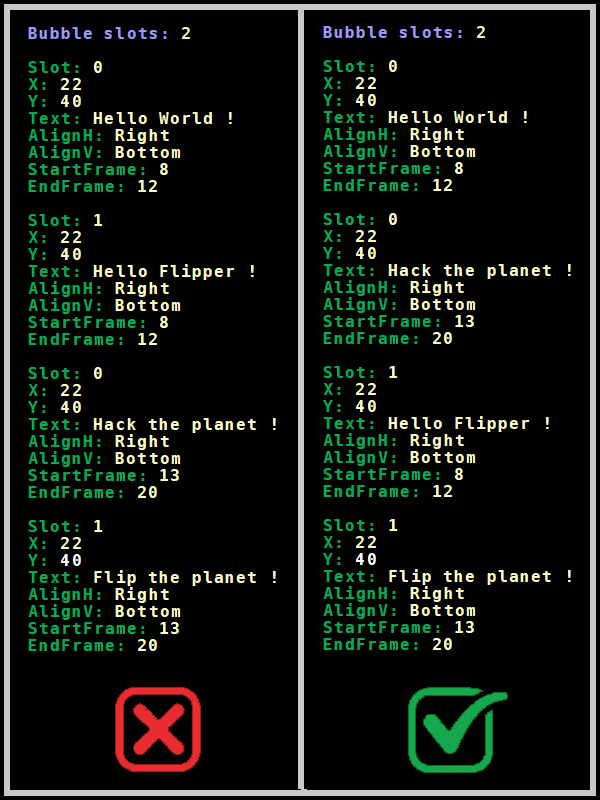 Bubble slots: 2
Slot: 0
X: 22
Y: 40
Text: Hello World !
AlignH: Right
AlignV: Bottom
StartFrame: 8
EndFrame: 12
Slot: 1
X: 22
Y: 40
Text: Hello Flipper !
AlignH: Right
AlignV: Bottom
StartFrame: 8
EndFrame: 12
Slot: 0
X: 22
Y: 40
Text: Hack the planet !
AlignH: Right
AlignV: Bottom
StartFrame: 13
EndFrame: 20
Slot: 1
X: 22
Y: 40
Text: Flip the planet !
AlignH: Right
AlignV: Bottom
StartFrame: 13
EndFrame: 20
Bubble slots: 2
Slot: 0
X: 22
Y: 40
Text: Hello World !
AlignH: Right
AlignV: Bottom
StartFrame: 8
EndFrame: 12
Slot: 0
X: 22
Y: 40
Text: Hack the planet !
AlignH: Right
AlignV: Bottom
StartFrame: 13
EndFrame: 20
Slot: 1
X: 22
Y: 40
Text: Hello Flipper !
AlignH: Right
AlignV: Bottom
StartFrame: 8
EndFrame: 12
Slot: 1
X: 22
Y: 40
Text: Flip the planet !
AlignH: Right
AlignV: Bottom
StartFrame: 13
EndFrame: 20